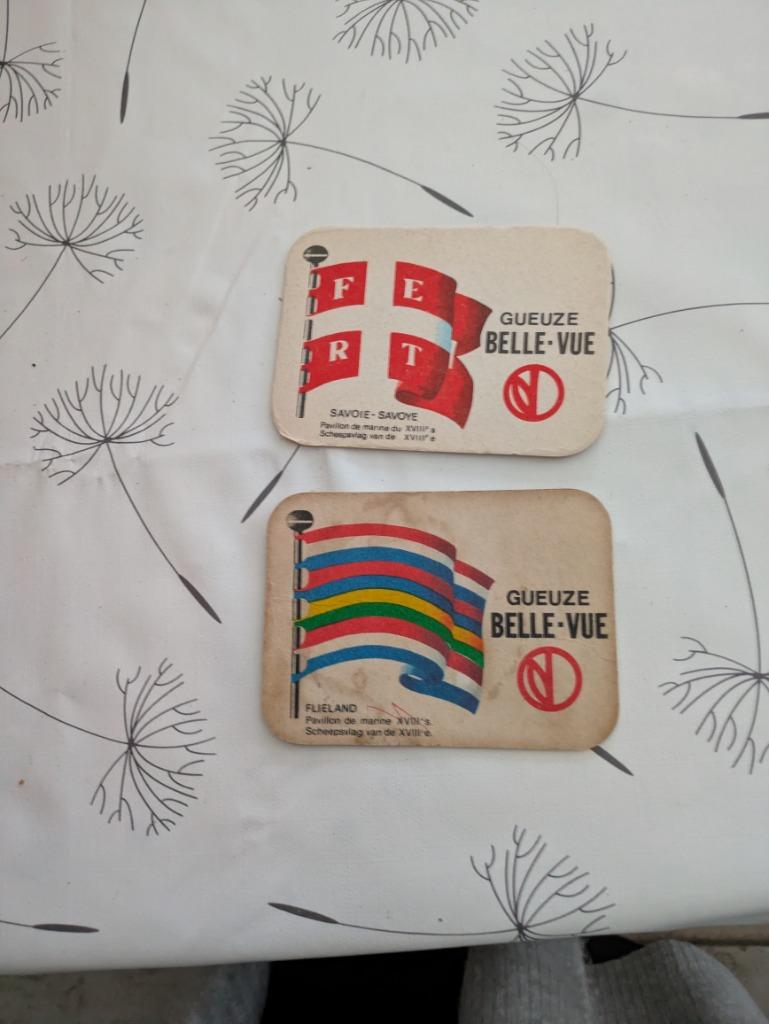 F E
R T
GUEUZE
BELLE-VUE
SAVOIE-SAVOYE
Pavillon de marine du XVIIIe s
Scheepsvlag van de XVIIIe e
GUEUZE
BELLE-VUE
FLIELAND
Pavillon de marine XVIIIe s.
Scheepsvlag van de XVIIIe e.